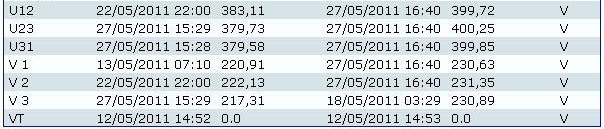 U12 22/05/2011 22:00 383,11 27/05/2011 16:40 399,72 V
U23 27/05/2011 15:29 379,73 27/05/2011 16:40 400,25 V
U31 27/05/2011 15:28 379,58 27/05/2011 16:40 399,85 V
V 1 13/05/2011 07:10 220,91 27/05/2011 16:40 230,63 V
V 2 22/05/2011 22:00 222,13 27/05/2011 16:40 231,35 V
V 3 27/05/2011 15:29 217,31 18/05/2011 03:29 230,89 V
VT 12/05/2011 14:52 0.0 12/05/2011 14:53 0.0 V